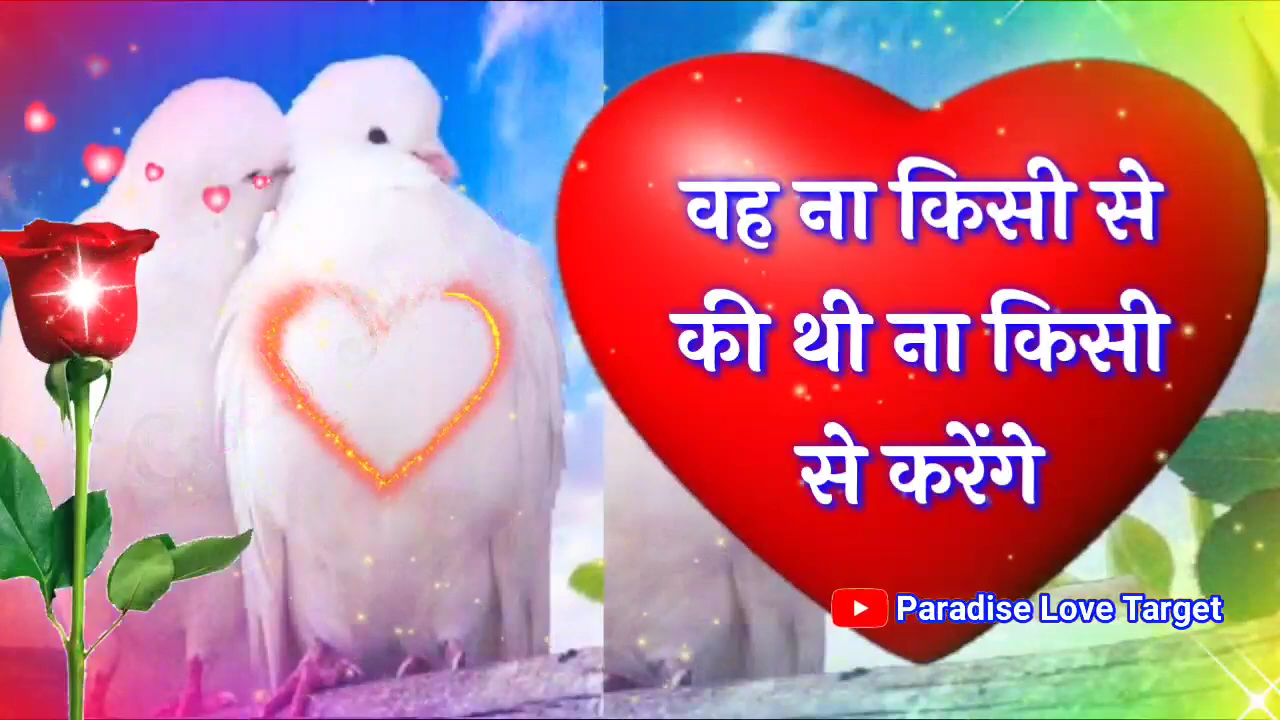 वह ना किसी से
की थी ना किसी
से करेंगे
Paradise Love Target